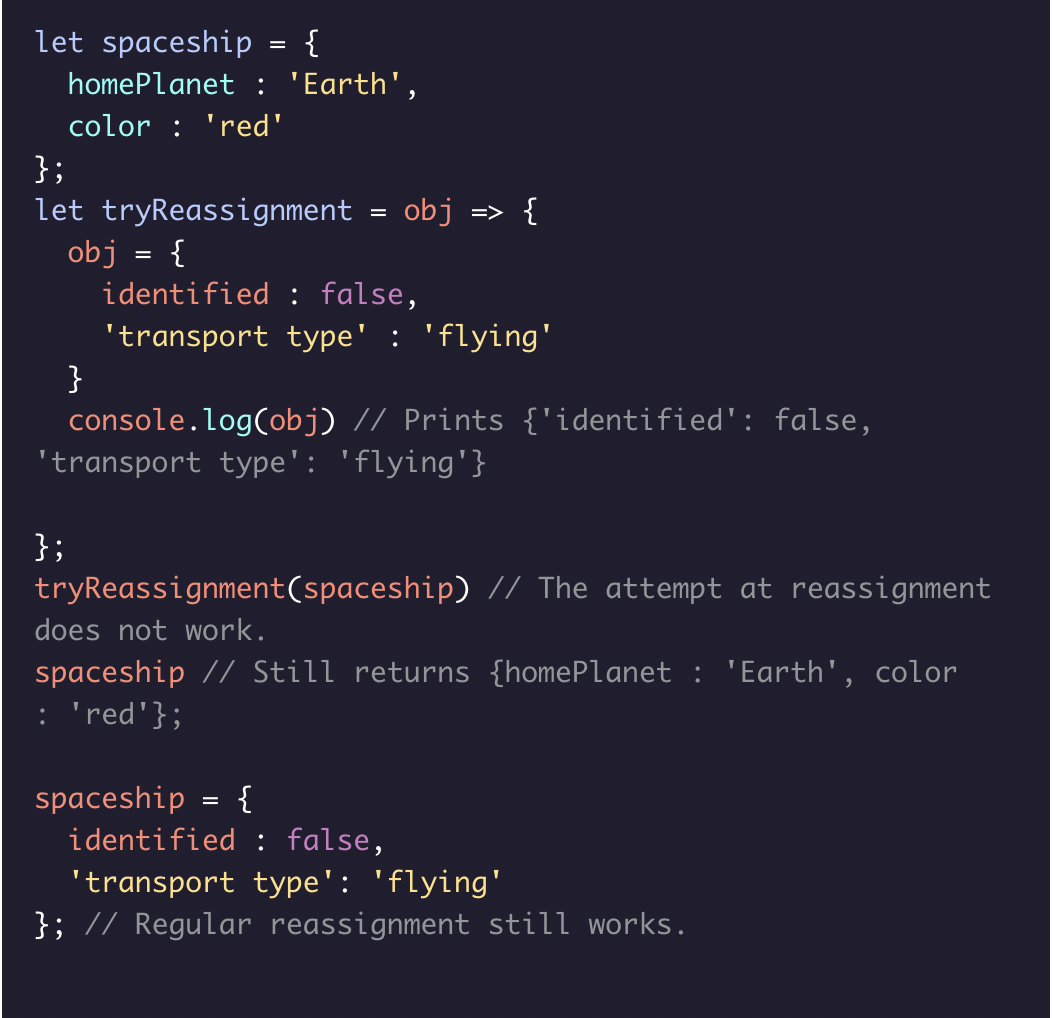 let spaceship = {
  homePlanet : 'Earth',
  color : 'red'
};
let tryReassignment = obj => {
  obj = {
    identified : false,
    'transport type' : 'flying'
  }
  console.log(obj) // Prints {'identified': false,
'transport type': 'flying'}

};
tryReassignment(spaceship) // The attempt at reassignment
does not work.
spaceship // Still returns {homePlanet : 'Earth', color
: 'red'};

spaceship = {
  identified : false,
  'transport type': 'flying'
}; // Regular reassignment still works.